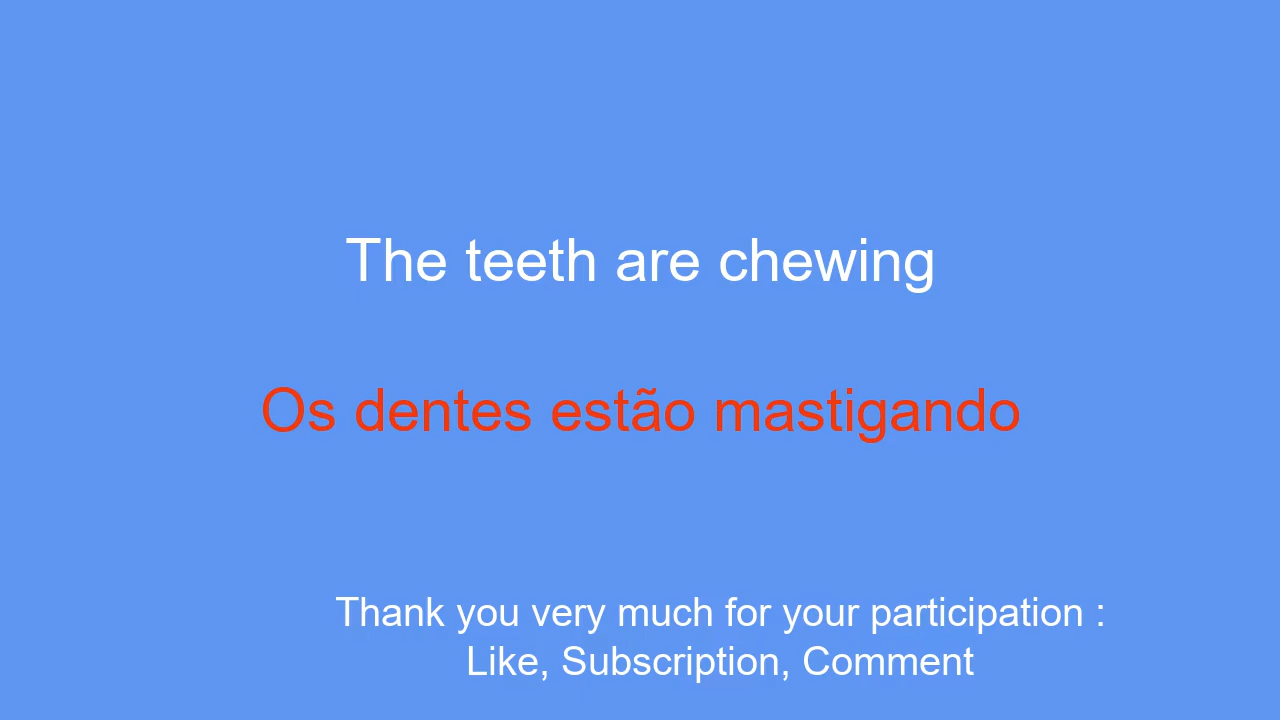 The teeth are chewing
Os dentes estão mastigando
Thank you very much for your participation :
Like, Subscription, Comment